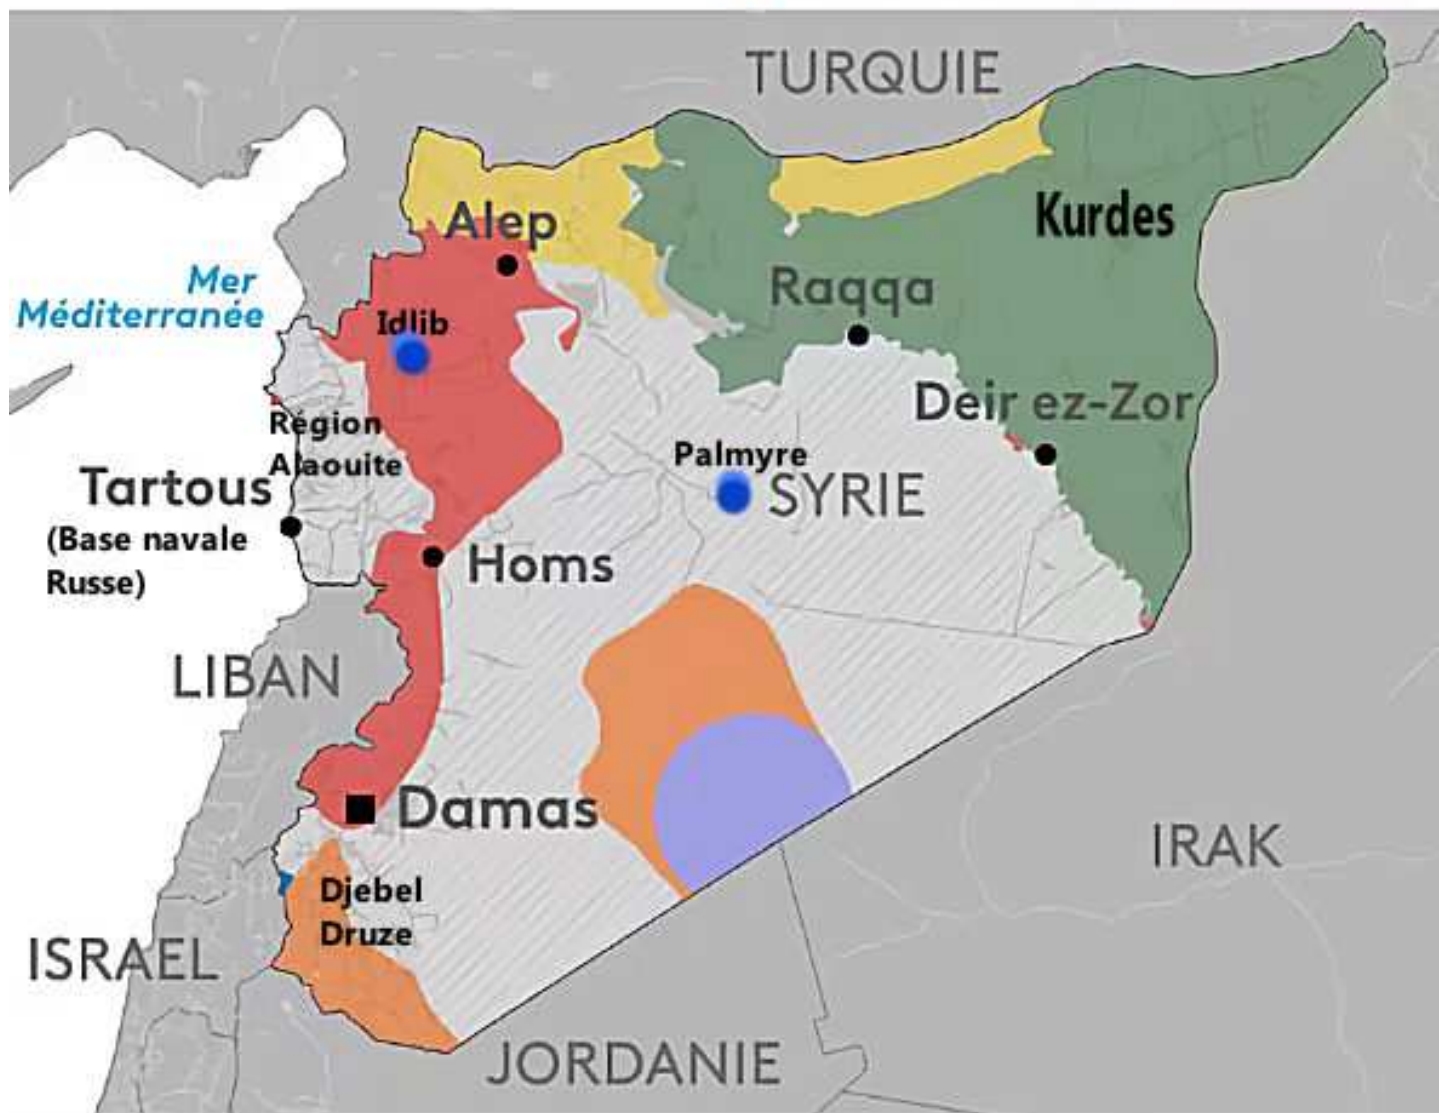 TURQUIE
Alep
Kurdes
Mer
Méditerranée
Raqqa
Idlib
Deir ez-Zor
Région
Alaouite
Palmyre
SYRIE
Tartous
(Base navale
Russe)
Homs
LIBAN
Damas
IRAK
Djebel
Druze
ISRAEL
JORDANIE